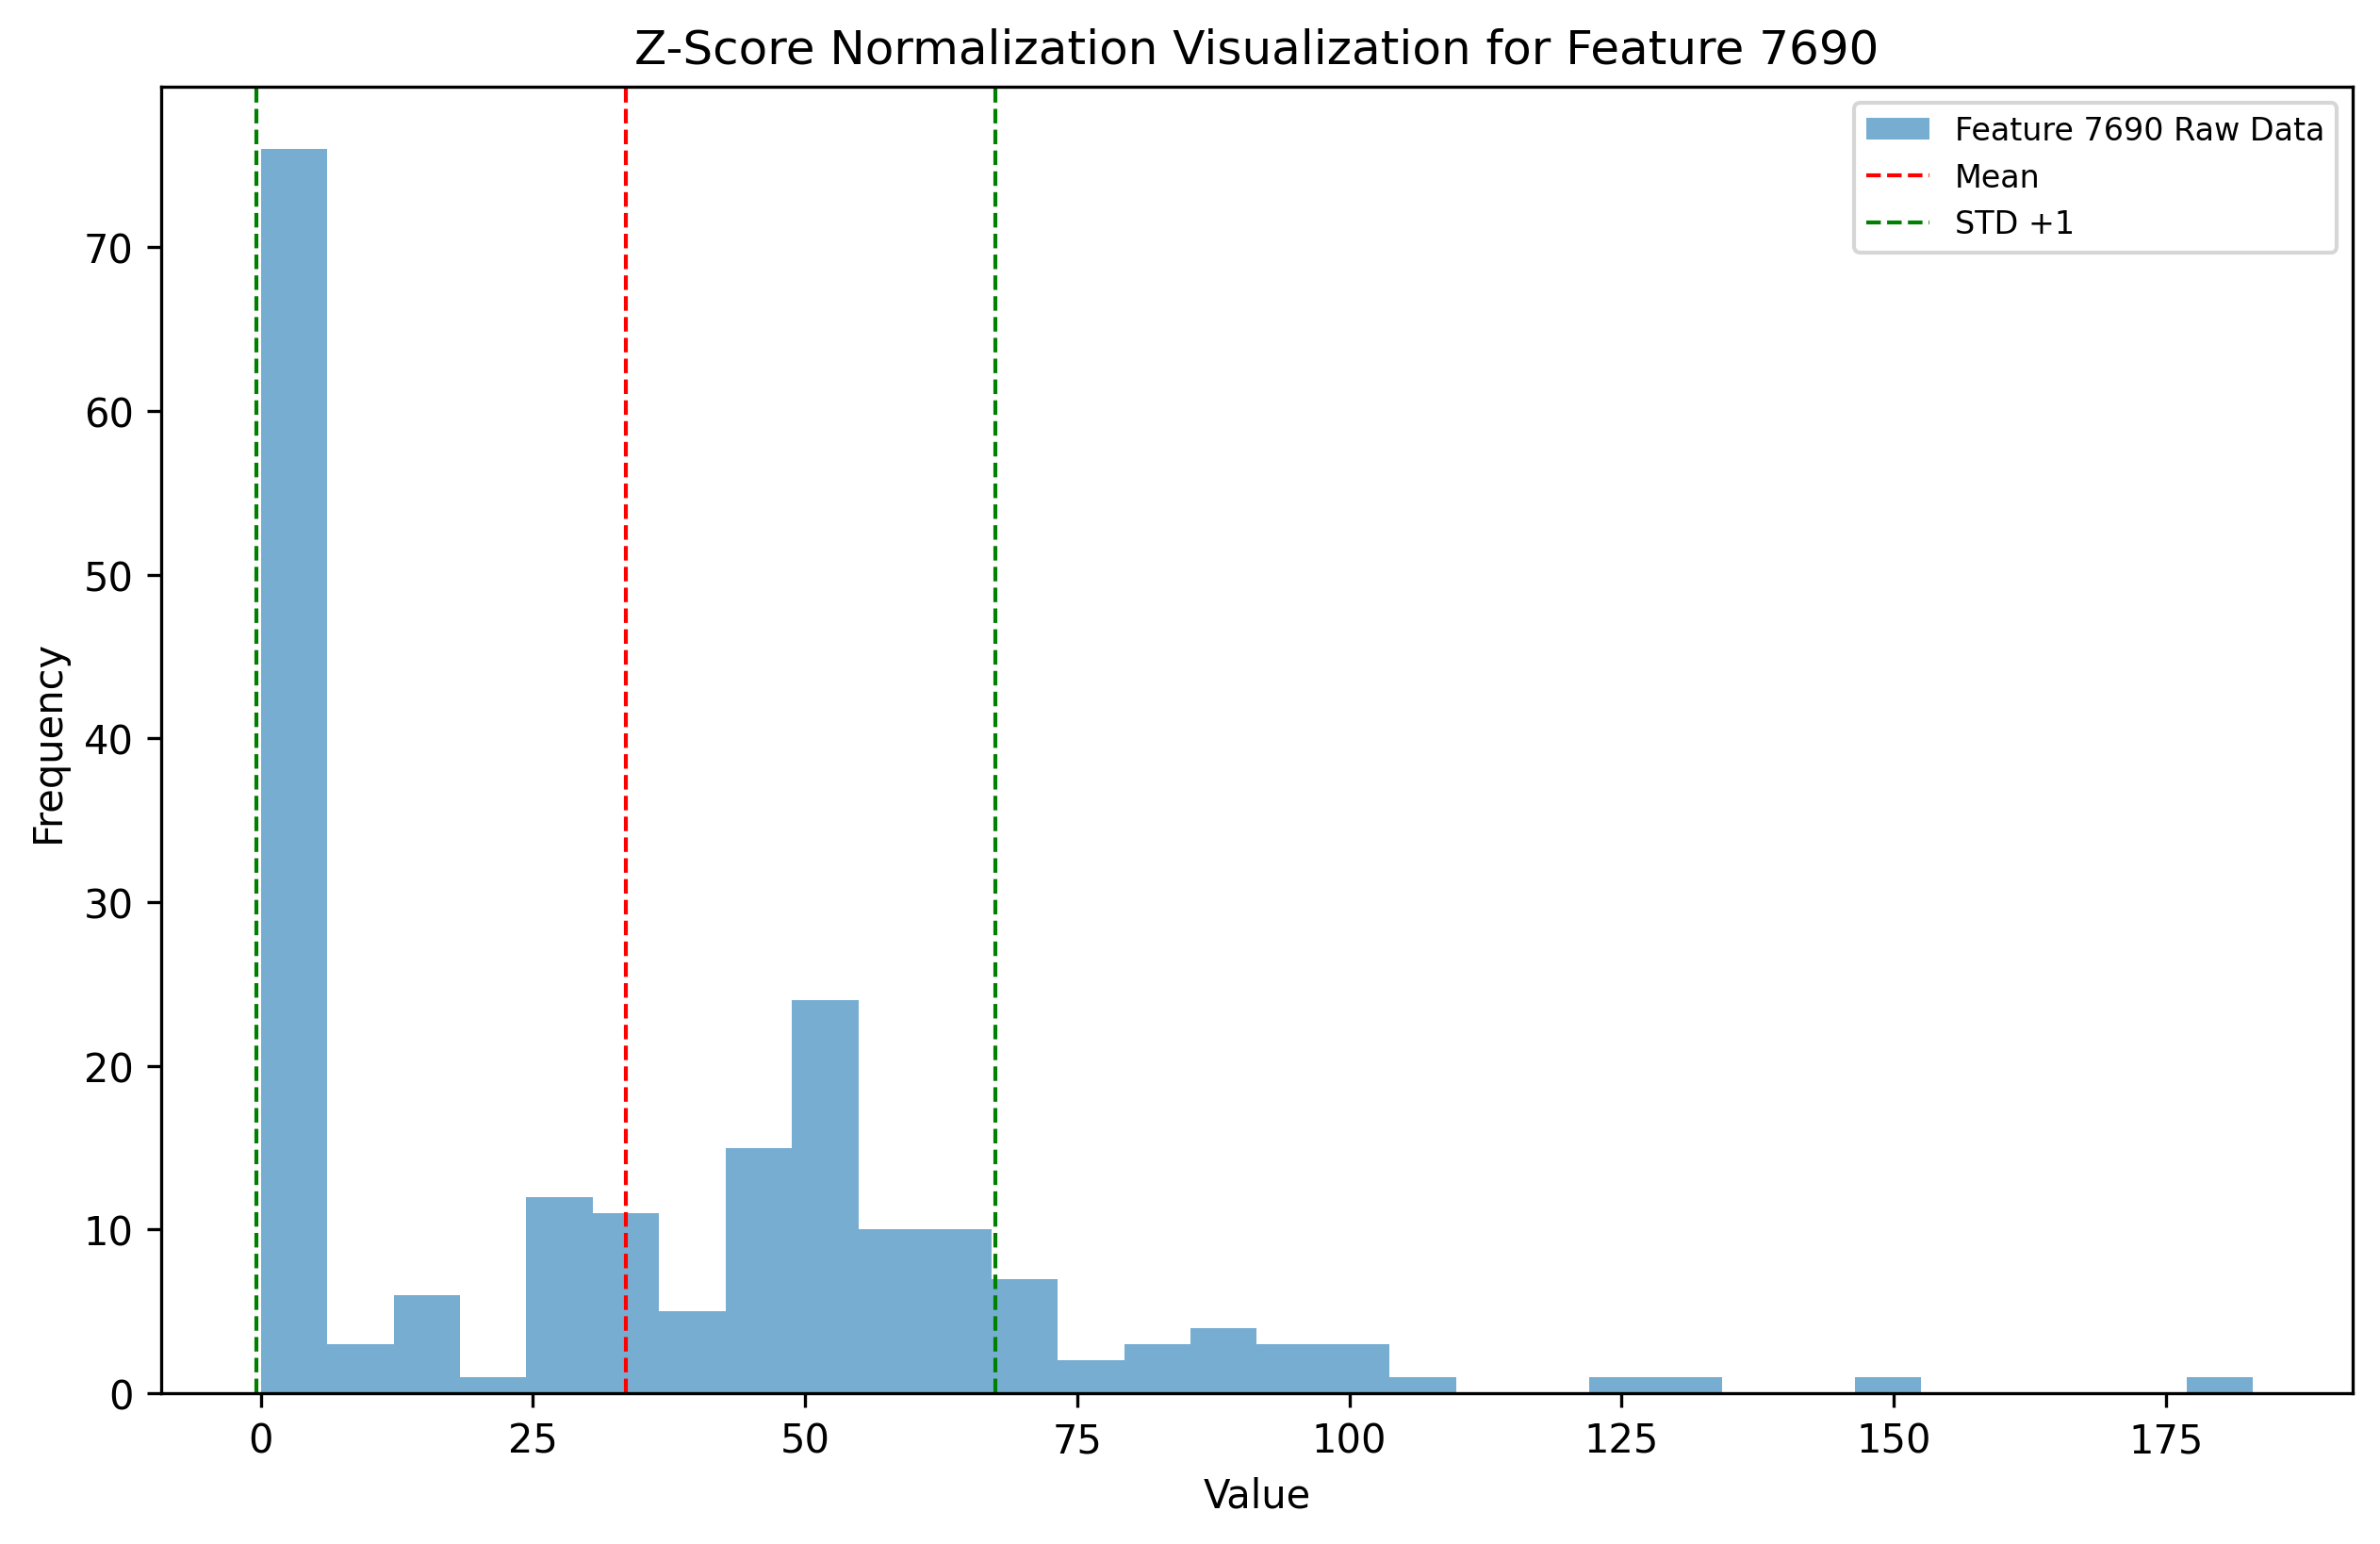 Z-Score Normalization Visualization for Feature 7690
Feature 7690 Raw Data
Mean
STD +1
Frequency
70
60
50
40
30
20
10
0
0 25 50 75 100 125 150 175
Value